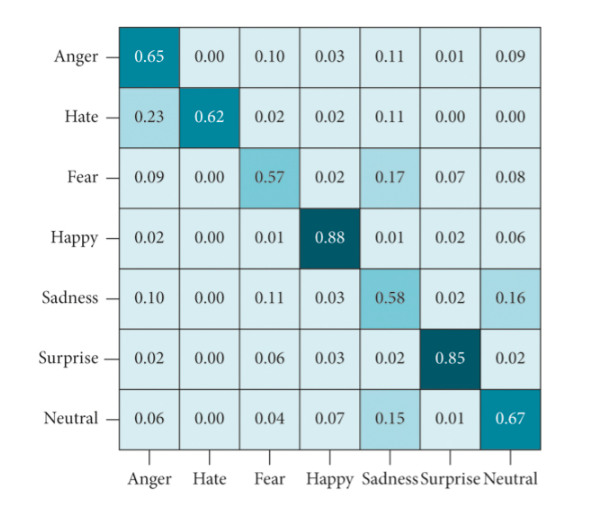 Anger 0.65 0.00 0.10 0.03 0.11 0.01 0.09
Hate 0.23 0.62 0.02 0.02 0.11 0.00 0.00
Fear 0.09 0.00 0.57 0.02 0.17 0.07 0.08
Happy 0.02 0.00 0.01 0.88 0.01 0.02 0.06
Sadness 0.10 0.00 0.11 0.03 0.58 0.02 0.16
Surprise 0.02 0.00 0.06 0.03 0.02 0.85 0.02
Neutral 0.06 0.00 0.04 0.07 0.15 0.01 0.67
Anger Hate Fear Happy Sadness Surprise Neutral